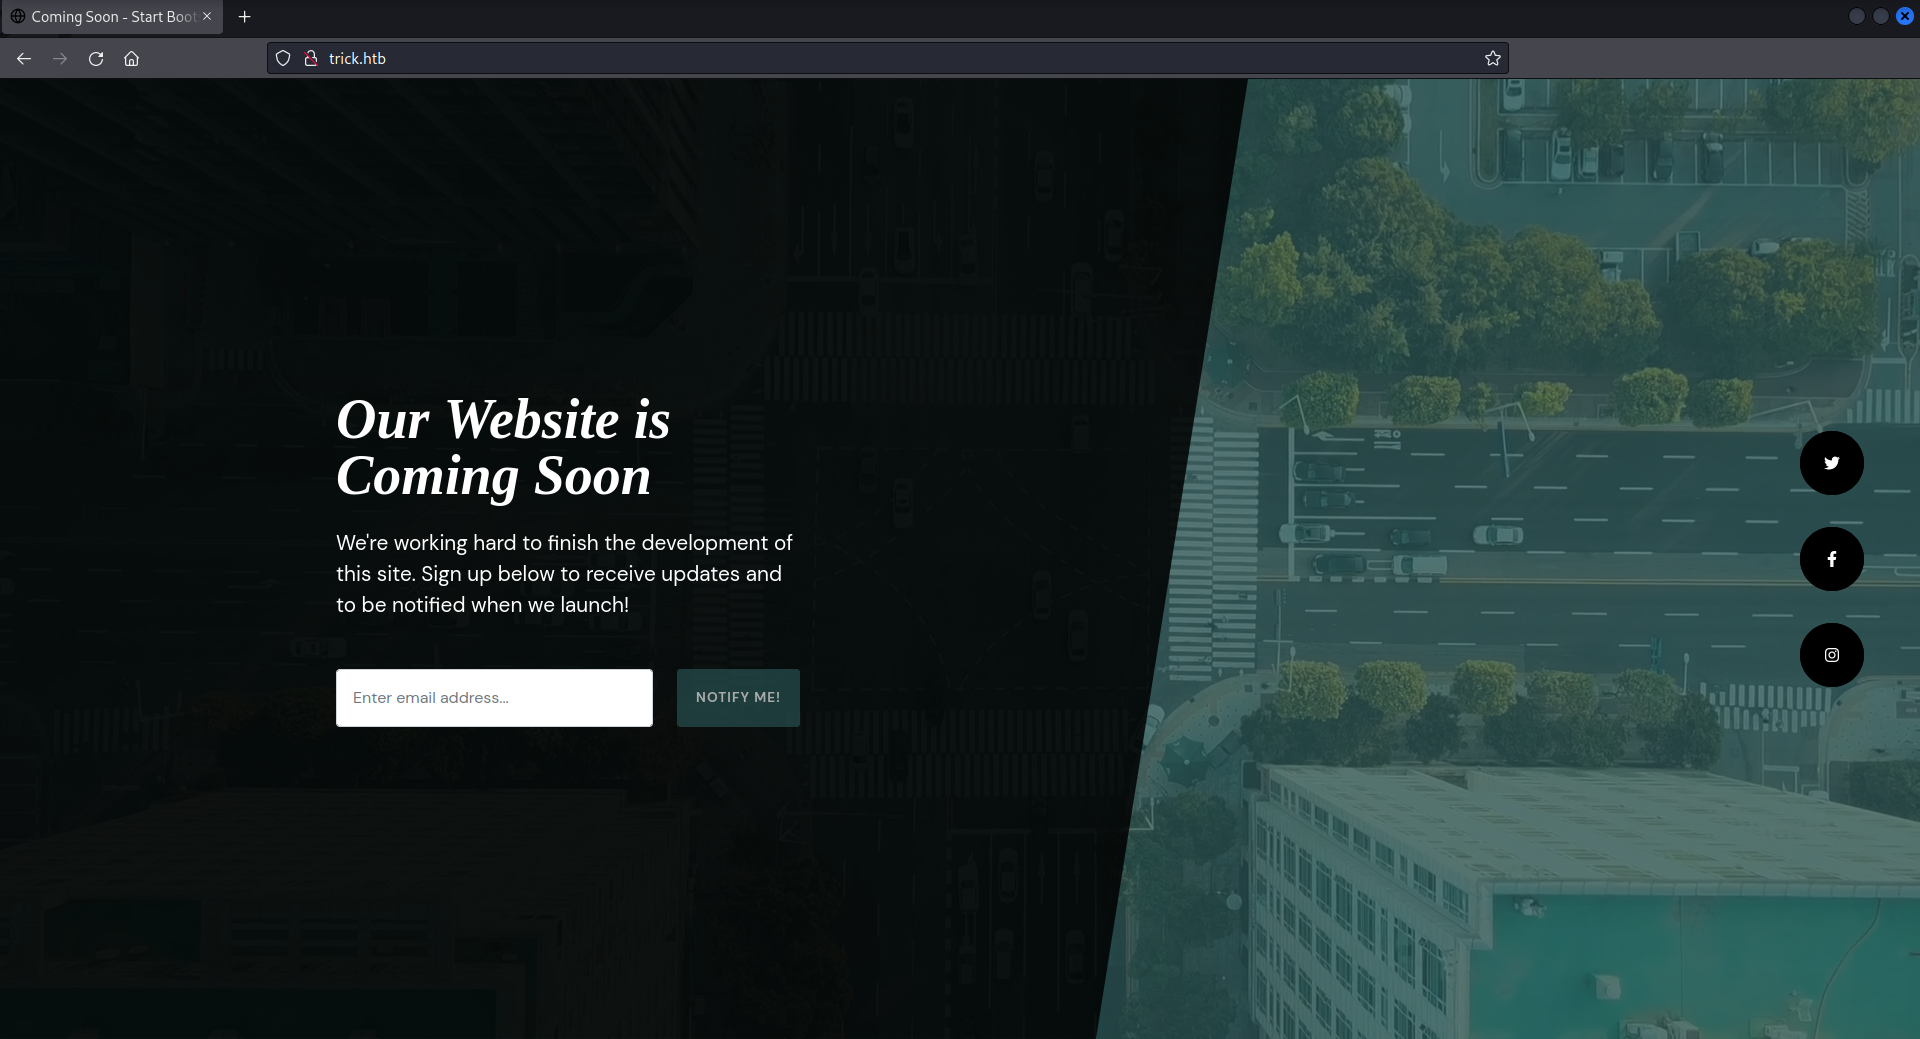 Coming Soon - Start Boot
trick.htb
Our Website is
Coming Soon
We're working hard to finish the development of
this site. Sign up below to receive updates and
to be notified when we launch!
Enter email address...
NOTIFY ME!